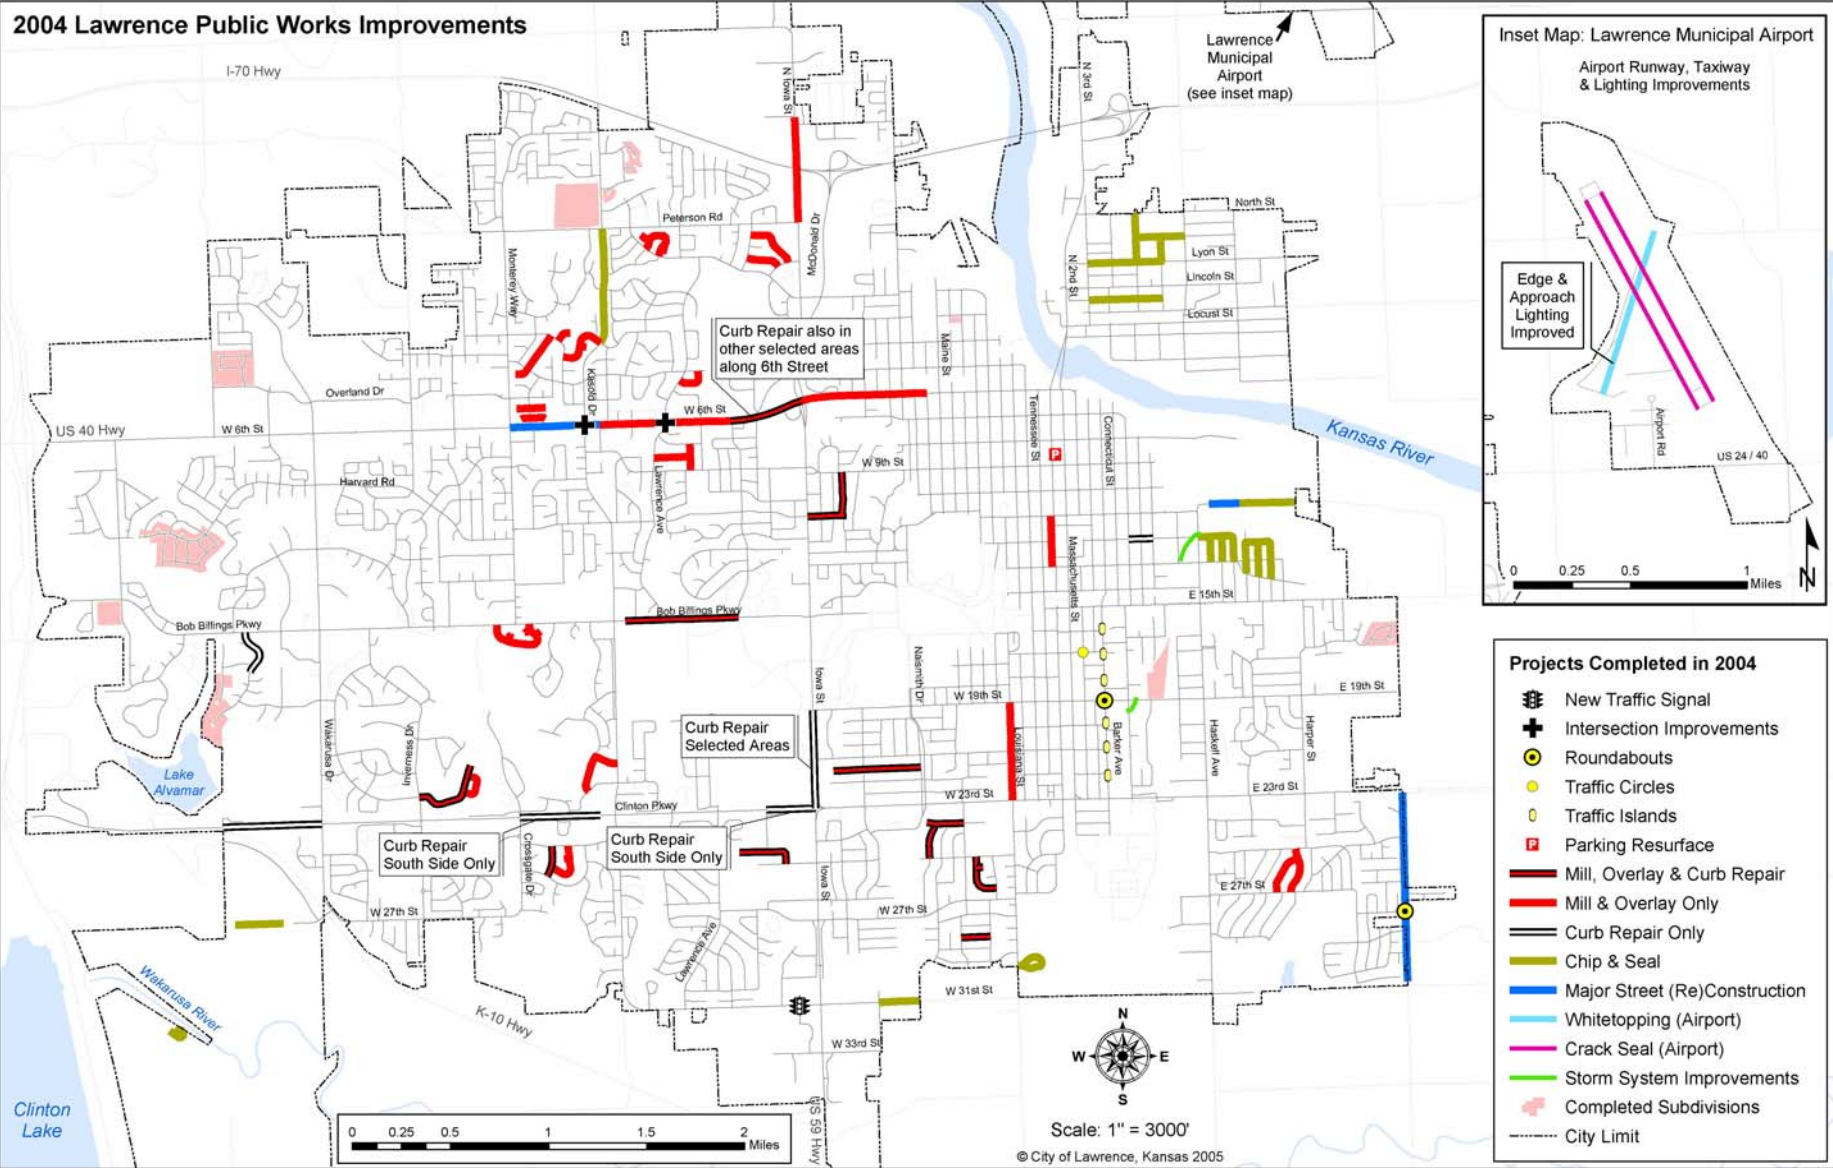 2004 Lawrence Public Works Improvements
I-70 Hwy
N Iowa St
N 3rd St
Lawrence
Municipal
Airport
(see inset map)
Peterson Rd
McDonald Dr
North St
Lyon St
Lincoln St
Locust St
N 2nd St
Monterey Way
Kasold Dr
Curb Repair also in
other selected areas
along 6th Street
Maine St
Overland Dr
US 40 Hwy
W 6th St
W 6th St
Tennessee St
Connecticut St
P
Kansas River
W 9th St
Harvard Rd
Lawrence Ave
Massachusetts St
E 15th St
Bob Billings Pkwy
Bob Billings Pkwy
Iowa St
Naismith Dr
W 19th St
E 19th St
Lake
Alvamar
Wakarusa Dr
Inverness Dr
Curb Repair
Selected Areas
Louisiana St
Barker Ave
Haskell Ave
Harper St
W 23rd St
E 23rd St
Clinton Pkwy
Curb Repair
South Side Only
Curb Repair
South Side Only
Crossgate Dr
Iowa St
E 27th St
W 27th St
W 27th St
Lawrence Ave
Wakarusa River
K-10 Hwy
W 31st St
W 33rd St
US 59 Hwy
Clinton
Lake
0 0.25 0.5 1 1.5 2
Miles
N
W E
S
Scale: 1" = 3000'
© City of Lawrence, Kansas 2005
Inset Map: Lawrence Municipal Airport
Airport Runway, Taxiway
& Lighting Improvements
Edge &
Approach
Lighting
Improved
Airport Rd
US 24 / 40
0 0.25 0.5 1
Miles
N
Projects Completed in 2004
New Traffic Signal
Intersection Improvements
Roundabouts
Traffic Circles
Traffic Islands
P Parking Resurface
Mill, Overlay & Curb Repair
Mill & Overlay Only
Curb Repair Only
Chip & Seal
Major Street (Re)Construction
Whitetopping (Airport)
Crack Seal (Airport)
Storm System Improvements
Completed Subdivisions
City Limit